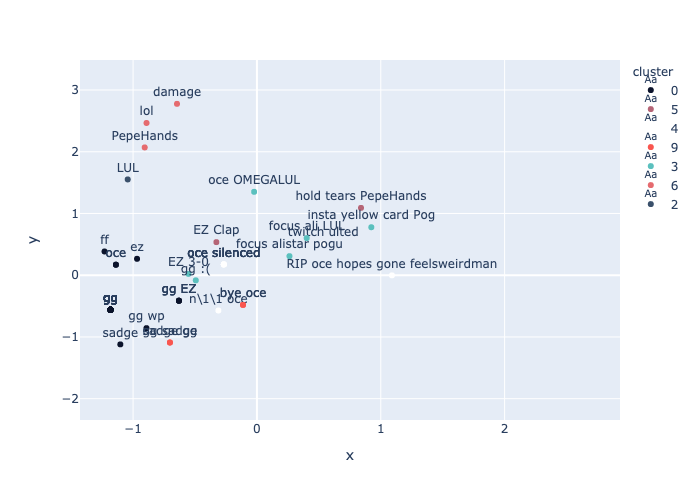 damage
lol
PepeHands
LUL
oce OMEGALUL
hold tears PepeHands
insta yellow card Pog
focus ali LUL
twitch ulted
EZ Clap
focus alistar pogu
ff
oce
ez
oce silenced
EZ 3-0
RIP oce hopes gone feelsweirdman
gg :(
gg EZ
bye oce
gg
n\1\1 oce
gg wp
sadge
gg
3
2
1
0
−1
−2
−1
0
1
2
x
y
cluster
Aa
0
Aa
5
Aa
4
Aa
9
Aa
3
Aa
6
Aa
2